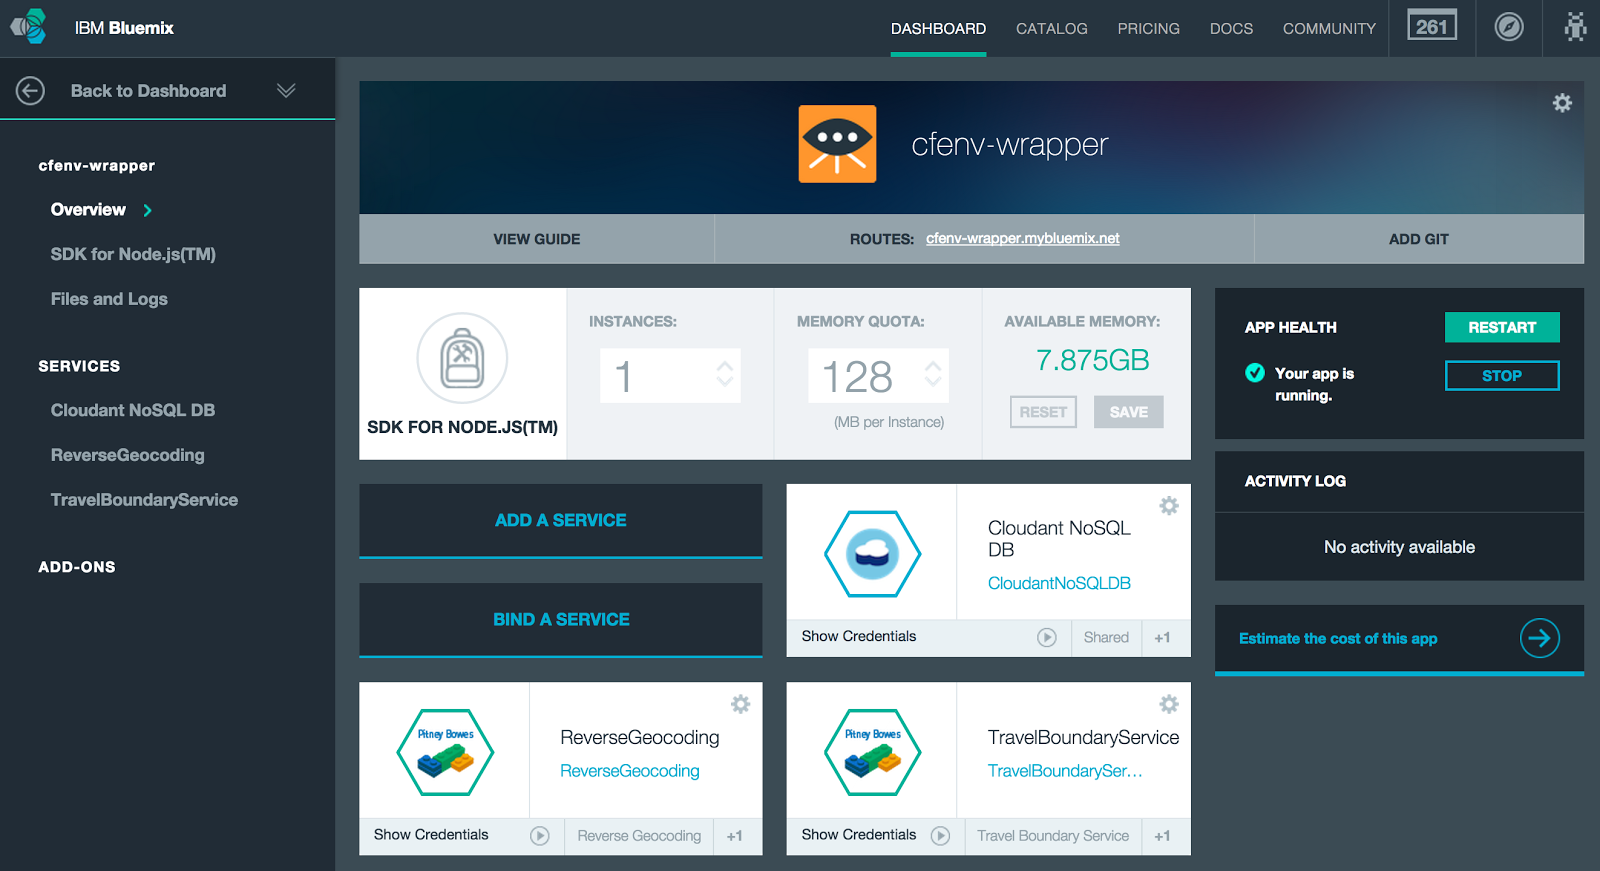 IBM Bluemix
DASHBOARD
CATALOG
PRICING
DOCS
COMMUNITY
261
Back to Dashboard
cfenv-wrapper
Overview
SDK for Node.js(TM)
Files and Logs
SERVICES
Cloudant NoSQL DB
ReverseGeocoding
TravelBoundaryService
ADD-ONS
cfenv-wrapper
VIEW GUIDE
ROUTES: cfenv-wrapper.mybluemix.net
ADD GIT
SDK FOR NODE.JS(TM)
INSTANCES:
1
MEMORY QUOTA:
128
(MB per Instance)
AVAILABLE MEMORY:
7.875GB
RESET
SAVE
APP HEALTH
RESTART
Your app is
running.
STOP
ACTIVITY LOG
No activity available
Estimate the cost of this app
ADD A SERVICE
BIND A SERVICE
Cloudant NoSQL
DB
CloudantNoSQLDB
Show Credentials
Shared
+1
Pitney Bowes
ReverseGeocoding
ReverseGeocoding
Show Credentials
Reverse Geocoding
+1
Pitney Bowes
TravelBoundaryService
TravelBoundarySer...
Show Credentials
Travel Boundary Service
+1